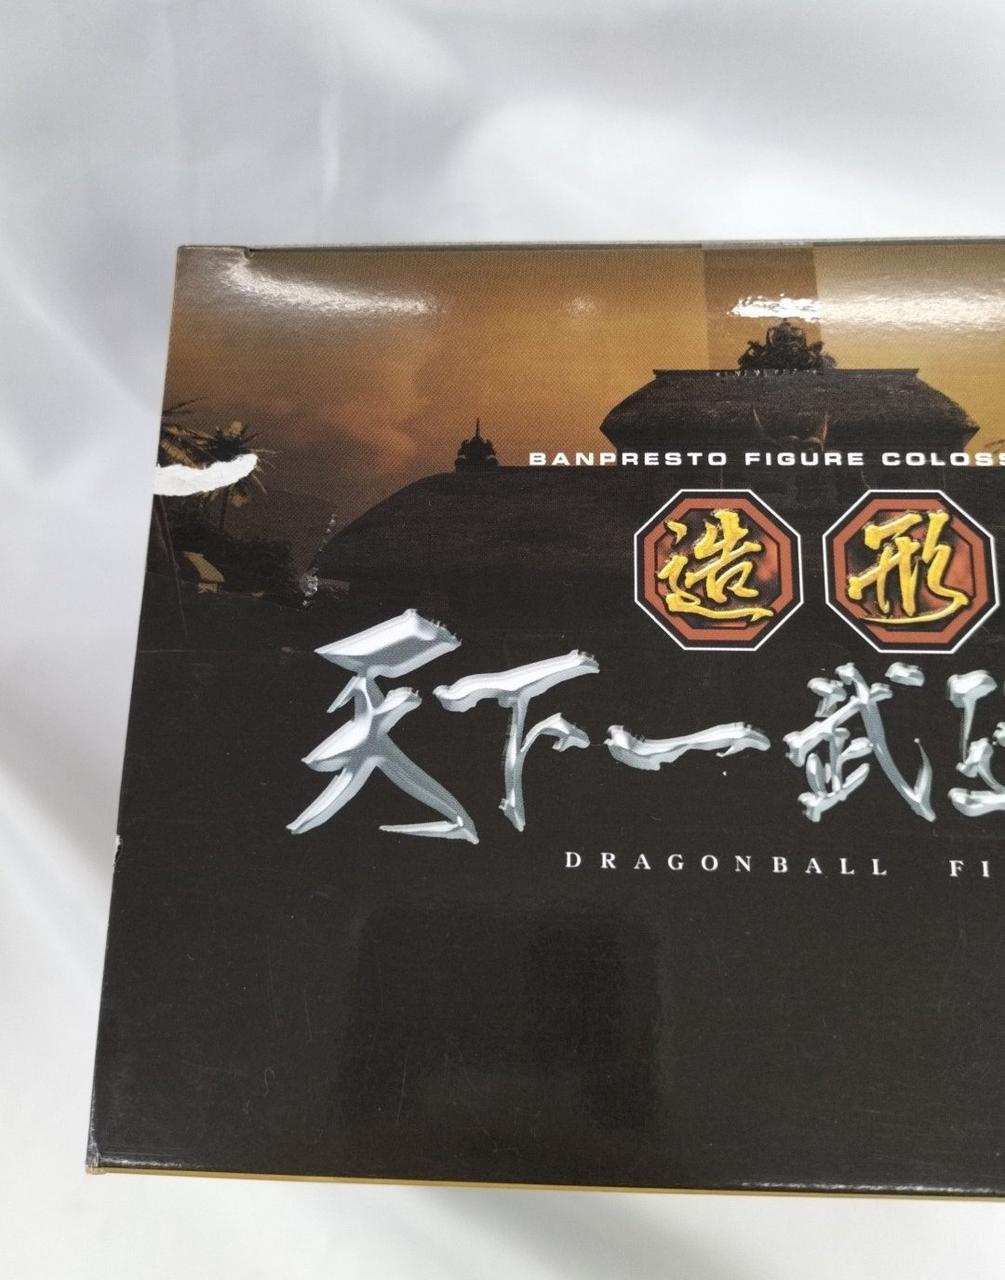 BANPRESTO FIGURE COLOSS
造形
天下一武
DRAGONBALL FI